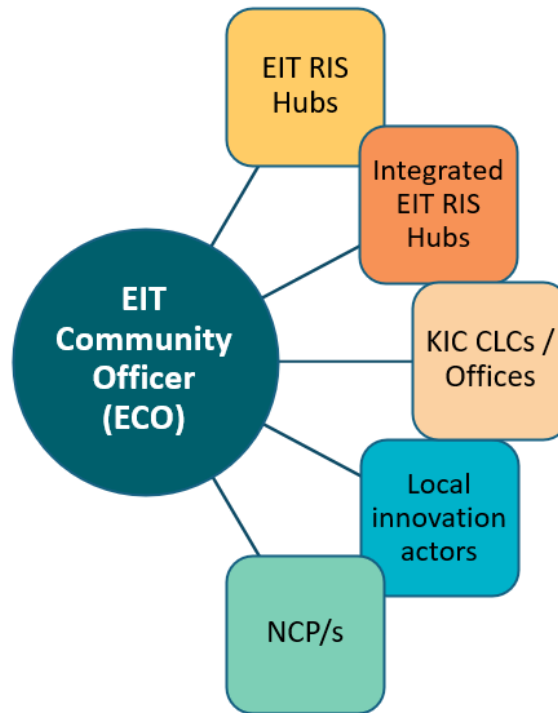 EIT RIS
Hubs
Integrated
EIT RIS
Hubs
EIT
Community
Officer
(ECO)
KIC CLCs /
Offices
Local
innovation
actors
NCP/s